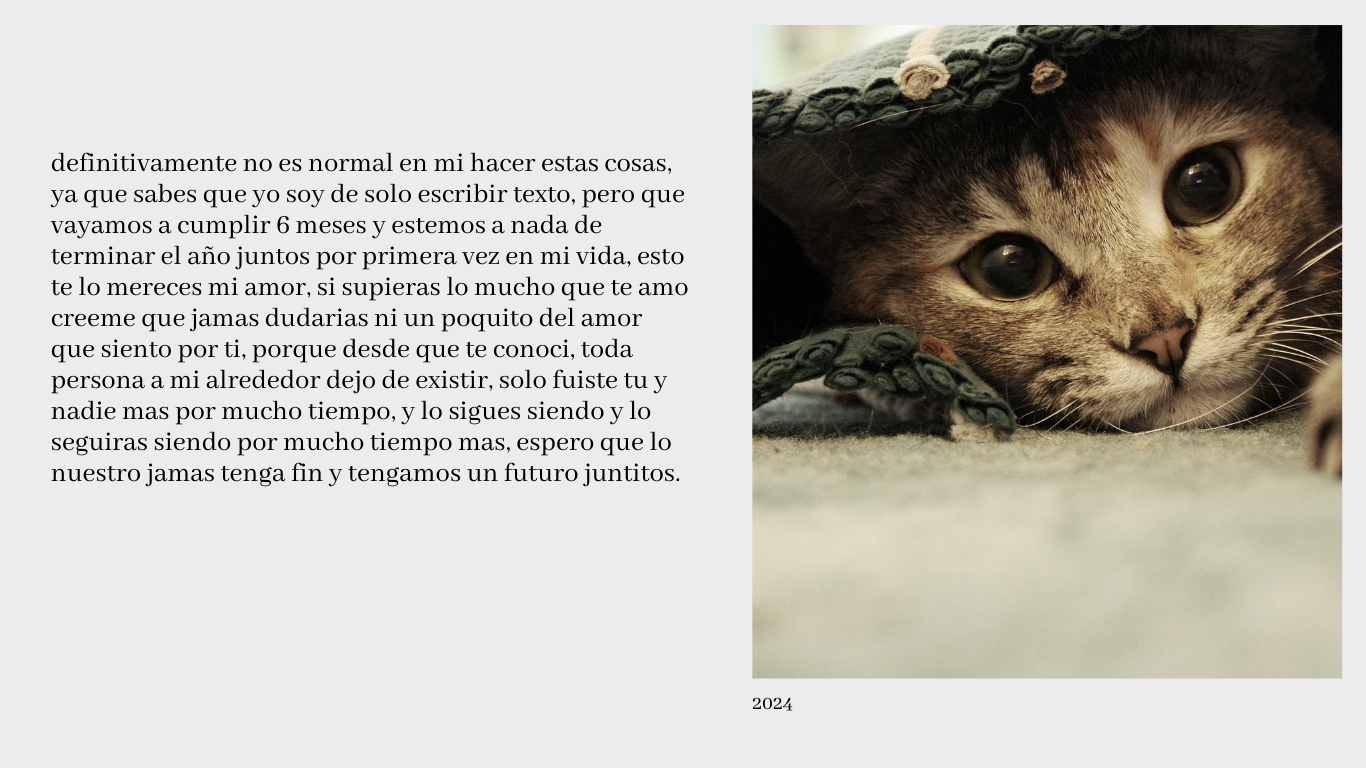 definitivamente no es normal en mi hacer estas cosas,
ya que sabes que yo soy de solo escribir texto, pero que
vayamos a cumplir 6 meses y estemos a nada de
terminar el año juntos por primera vez en mi vida, esto
te lo mereces mi amor, si supieras lo mucho que te amo
creeme que jamas dudarias ni un poquito del amor
que siento por ti, porque desde que te conoci, toda
persona a mi alrededor dejo de existir, solo fuiste tu y
nadie mas por mucho tiempo, y lo sigues siendo y lo
seguiras siendo por mucho tiempo mas, espero que lo
nuestro jamas tenga fin y tengamos un futuro juntitos.
2024